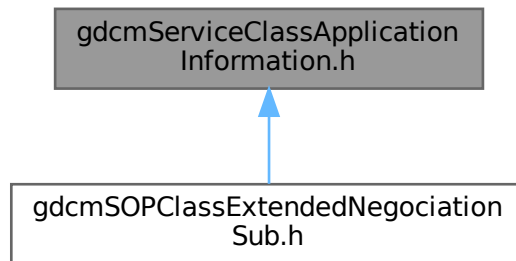 gdcmServiceClassApplication
Information.h
gdcmSOPClassExtendedNegociation
Sub.h